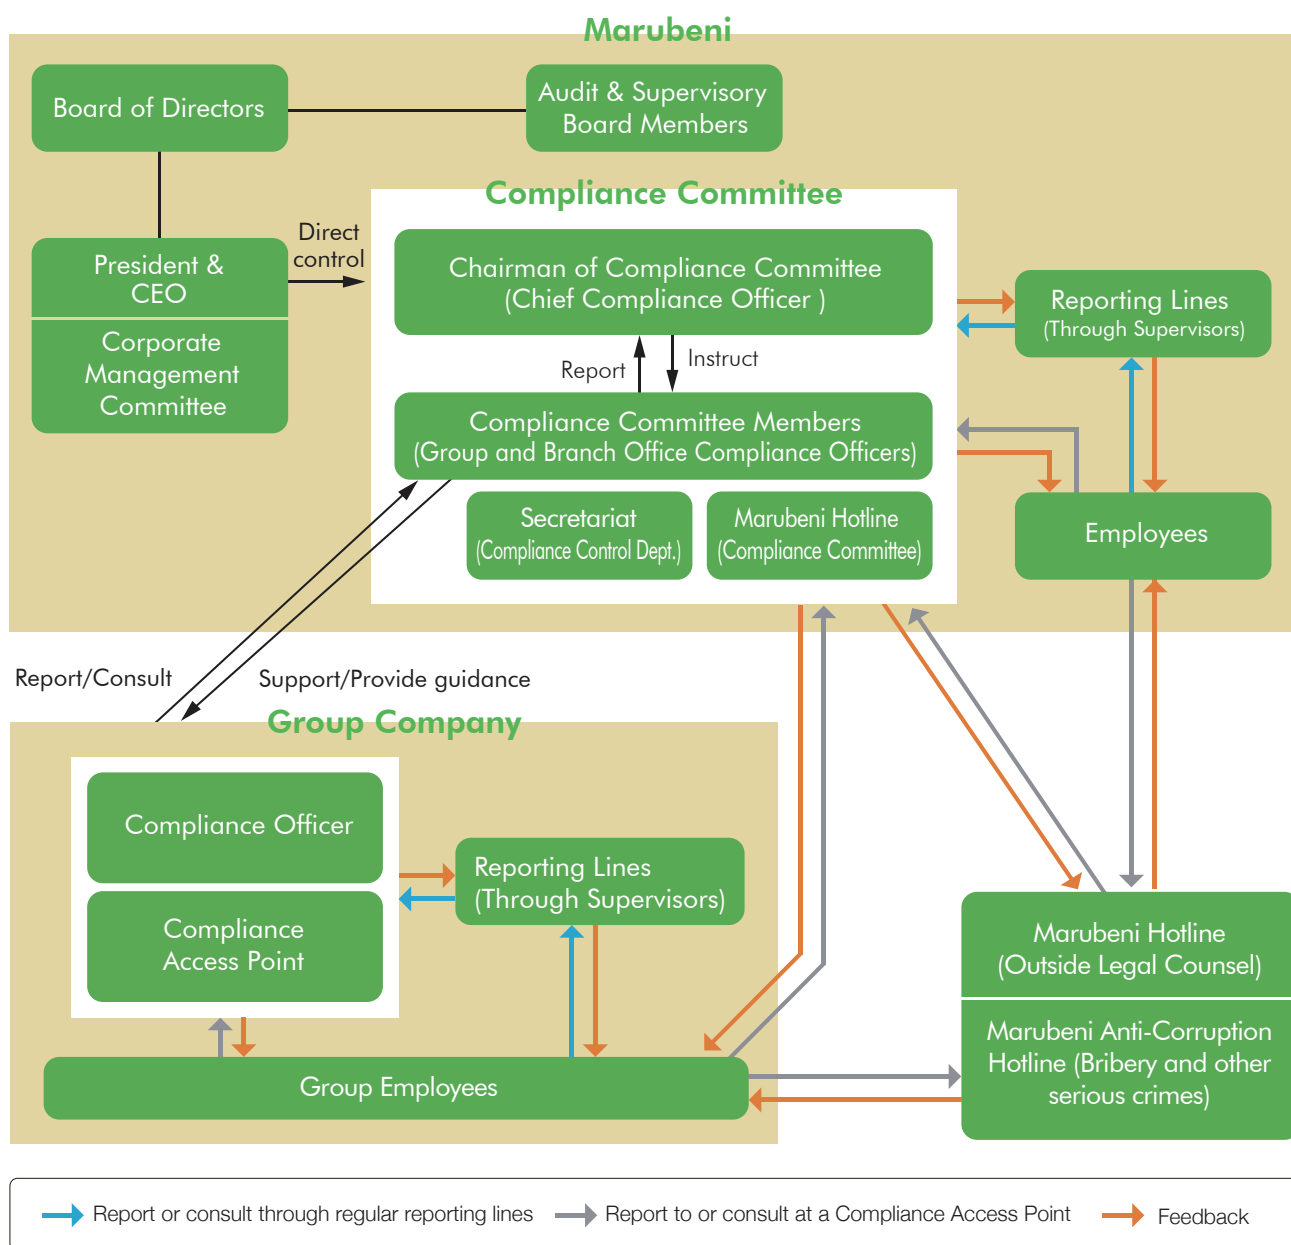 Marubeni
Board of Directors
Audit & Supervisory
Board Members
Compliance Committee
Direct
control
President &
CEO
Corporate
Management
Committee
Chairman of Compliance Committee
(Chief Compliance Officer )
Reporting Lines
(Through Supervisors)
Report
Instruct
Compliance Committee Members
(Group and Branch Office Compliance Officers)
Secretariat
(Compliance Control Dept.)
Marubeni Hotline
(Compliance Committee)
Employees
Report/Consult
Support/Provide guidance
Group Company
Compliance Officer
Compliance
Access Point
Reporting Lines
(Through Supervisors)
Group Employees
Marubeni Hotline
(Outside Legal Counsel)
Marubeni Anti-Corruption
Hotline (Bribery and other
serious crimes)
Report or consult through regular reporting lines
Report to or consult at a Compliance Access Point
Feedback